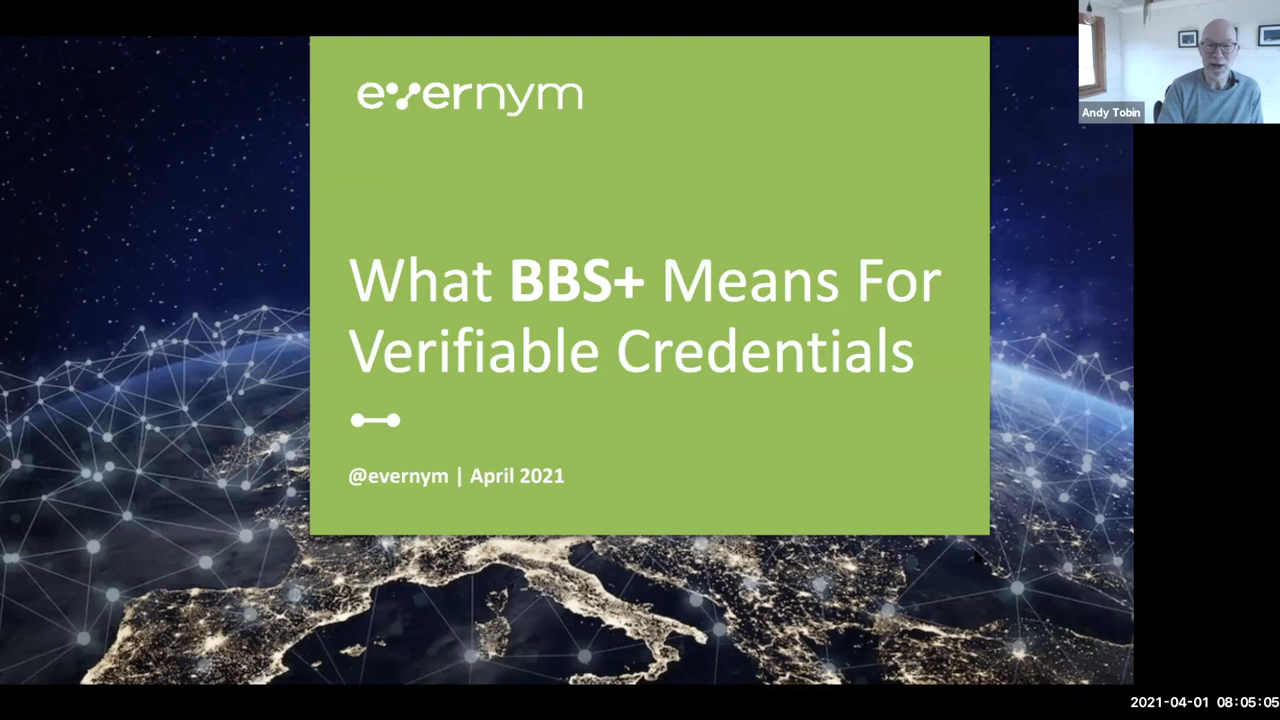 evernym
What BBS+ Means For
Verifiable Credentials
@evernym | April 2021
Andy Tobin
2021-04-01 08:05:05